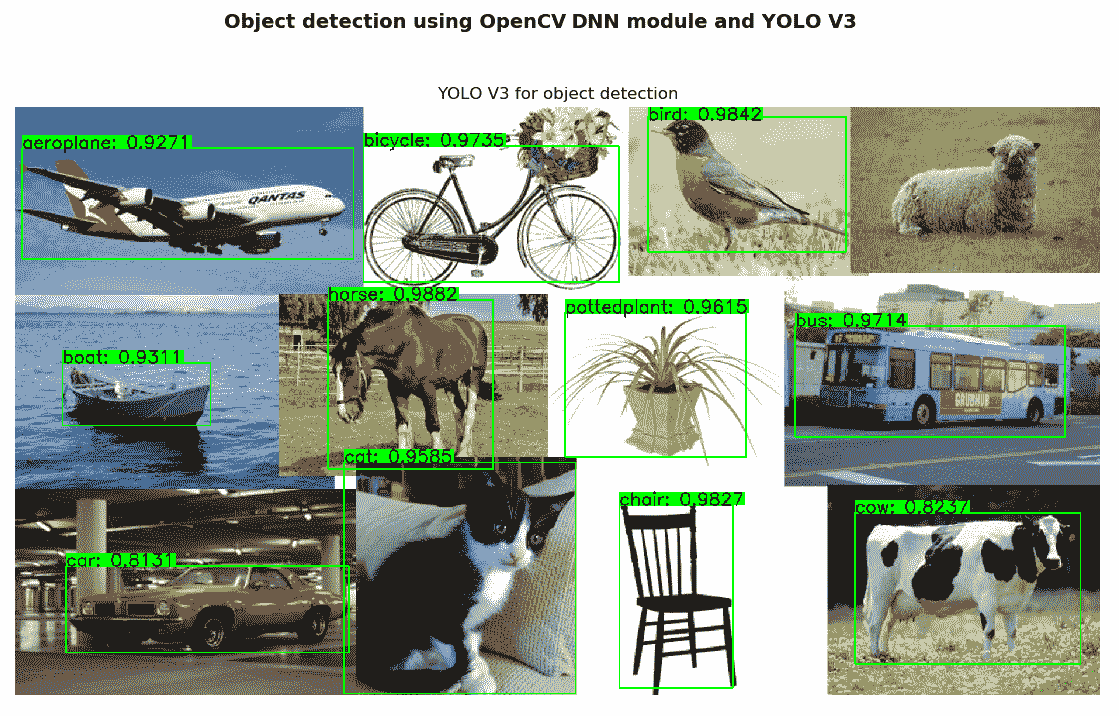 Object detection using OpenCV DNN module and YOLO V3
YOLO V3 for object detection
aeroplane: 0.9271
bicycle: 0.9735
bird: 0.9842
QANTAS
boat: 0.9311
horse: 0.9882
pottedplant: 0.9615
bus: 0.9714
GRUBHUB
cat: 0.9585
car: 0.8131
chair: 0.9827
cow: 0.8237